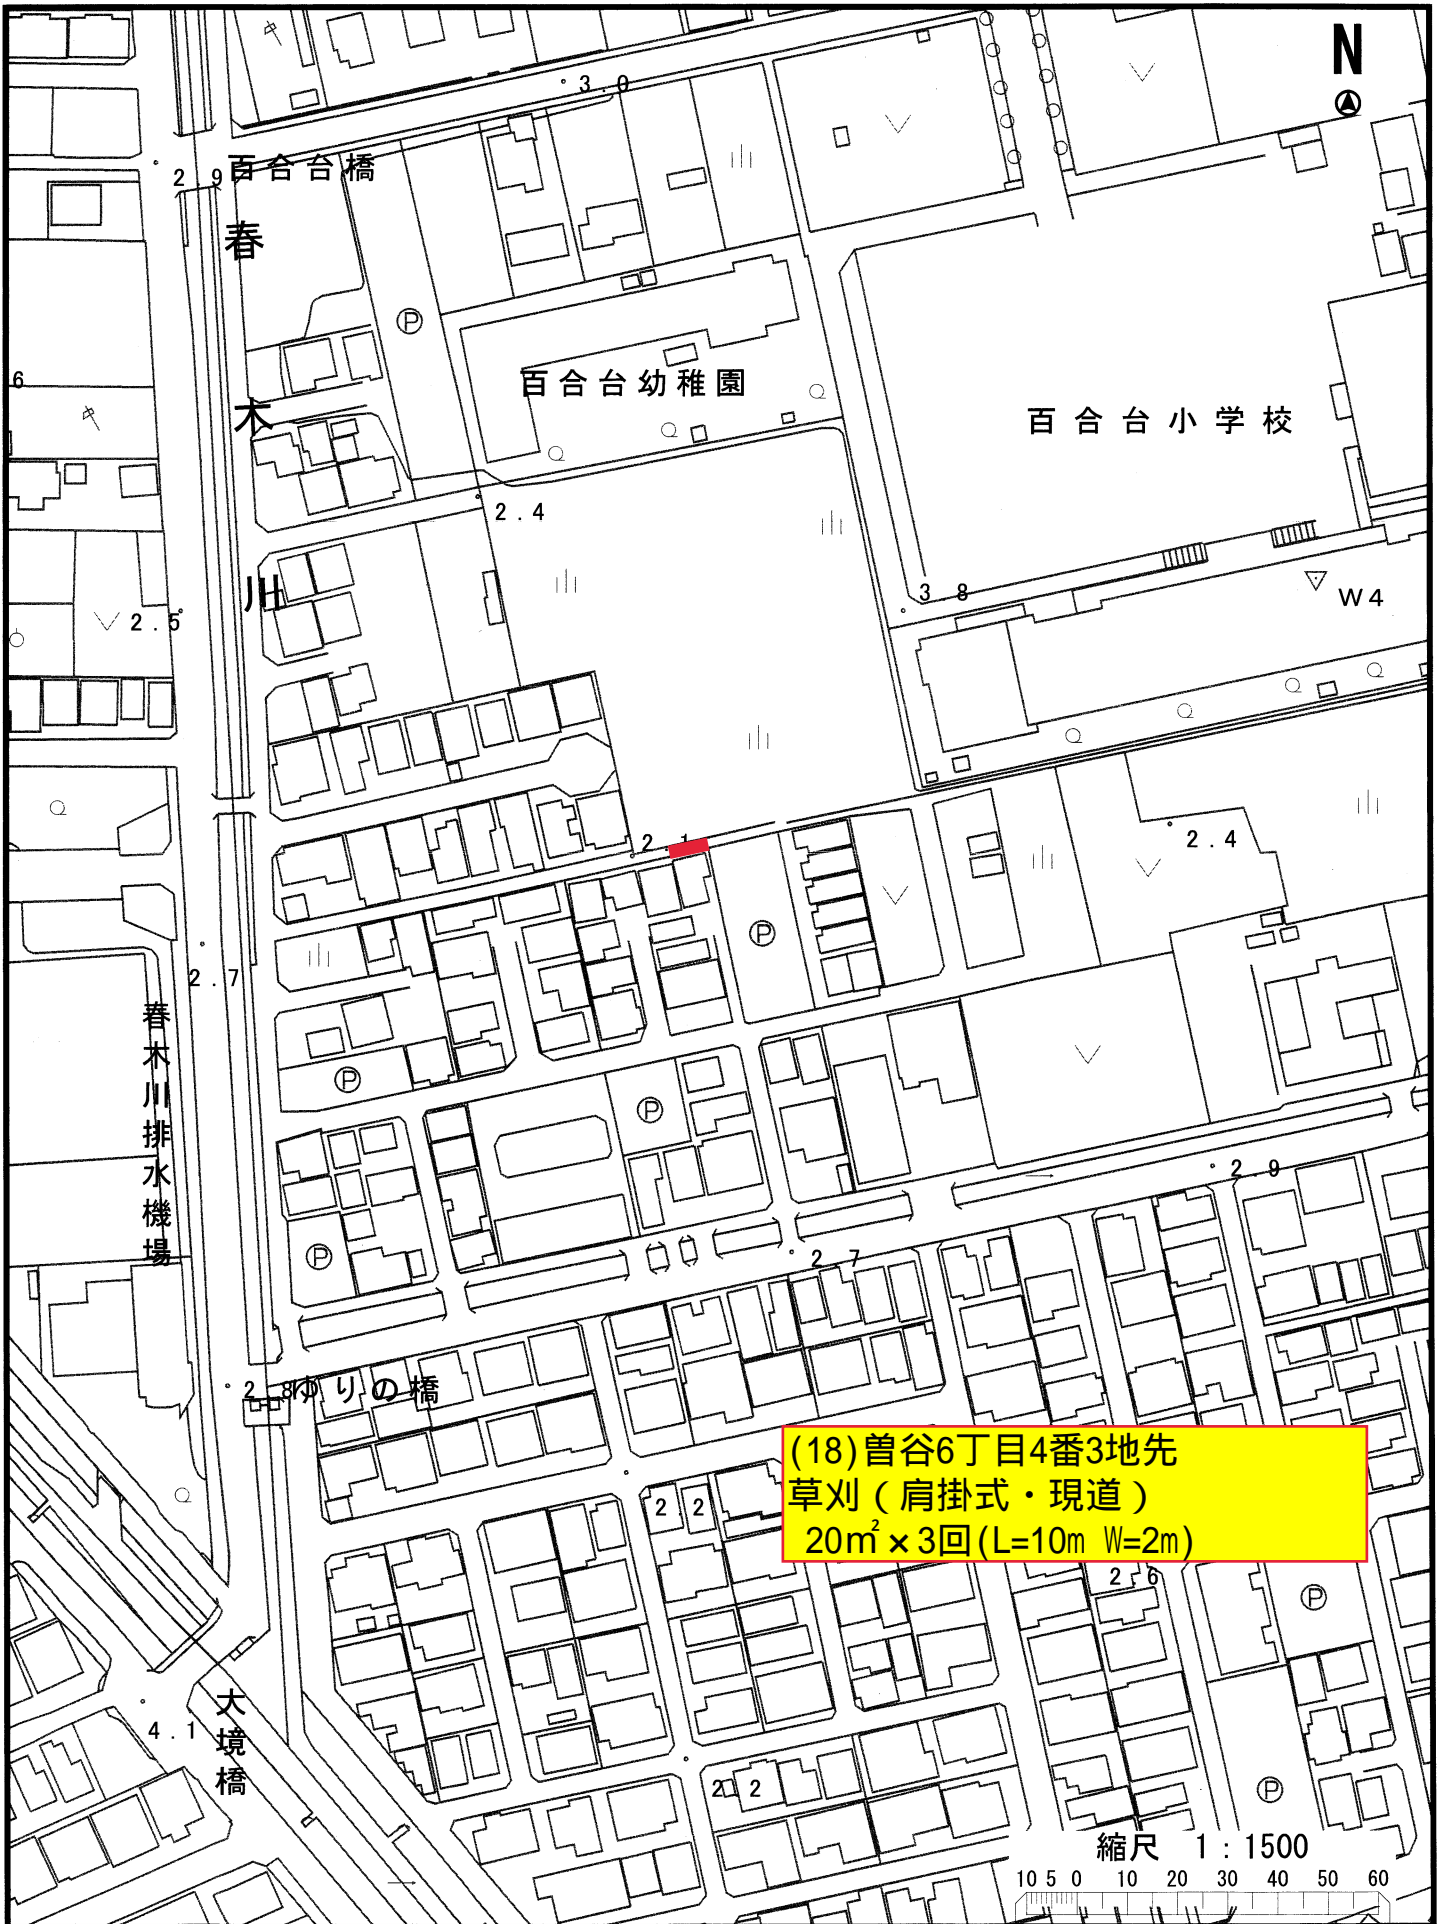 N
3.0
2.9
百合台橋
春木川
6
Ⓟ
百合台幼稚園
百合台小学校
2.4
3.8
W4
2.5
2.1
2.4
Ⓟ
2.7
春木川排水機場
Ⓟ
Ⓟ
2.9
Ⓟ
2.7
2.8
ゆりの橋
(18)曽谷6丁目4番3地先
草刈(肩掛式・現道)
20㎡×3回(L=10m W=2m)
2.2
2.6
Ⓟ
4.1
大境橋
2.2
Ⓟ
縮尺 1:1500
10 5 0 10 20 30 40 50 60